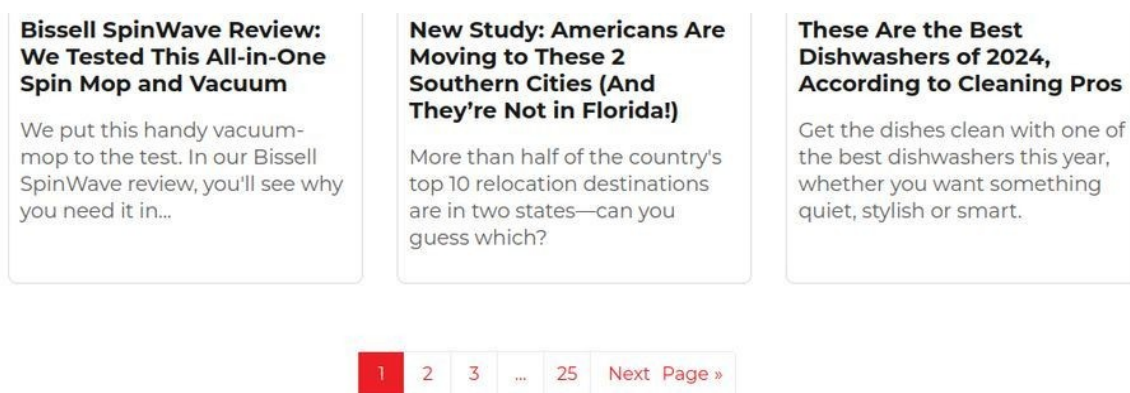 Bissell SpinWave Review:
We Tested This All-in-One
Spin Mop and Vacuum
We put this handy vacuum-
mop to the test. In our Bissell
SpinWave review, you'll see why
you need it in...
New Study: Americans Are
Moving to These 2
Southern Cities (And
They’re Not in Florida!)
More than half of the country's
top 10 relocation destinations
are in two states—can you
guess which?
These Are the Best
Dishwashers of 2024,
According to Cleaning Pros
Get the dishes clean with one of
the best dishwashers this year,
whether you want something
quiet, stylish or smart.
1 2 3 ... 25 Next Page »